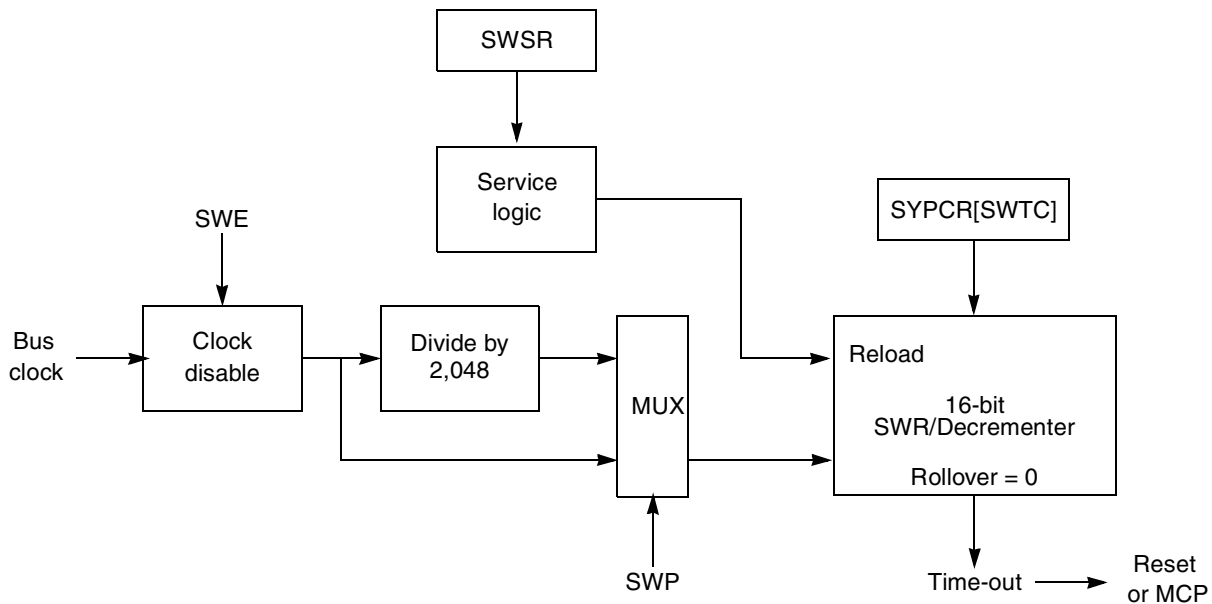 SWSR
Service
logic
SYPCR[SWTC]
SWE
Bus
clock
Clock
disable
Divide by
2,048
MUX
Reload
16-bit
SWR/Decrementer
Rollover = 0
SWP
Time-out
Reset
or MCP